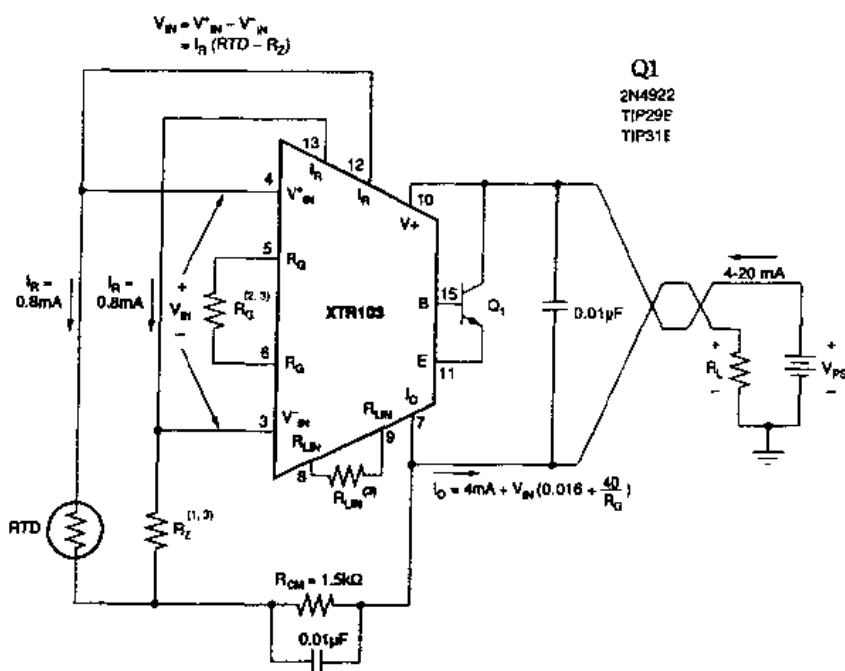 V_IN = V⁺_IN – V⁻_IN
= I_R (RTD – R_Z)
Q1
2N4922
TIP29B
TIP31B
13
12
I_R
I_R
4
V⁺_IN
10
V+
5
R_G
I_R =
0.8mA
I_R =
0.8mA
+
V_IN
–
R_G (2, 3)
XTR103
B
15
Q₁
0.01µF
4-20 mA
6
R_G
E
11
+
R_L
–
+
V_PS
–
3
V⁻_IN
R_LIN
R_LIN
I_O
8
9
7
R_LIN (3)
I_O = 4mA + V_IN (0.016 + 40/R_G)
RTD
R_Z (1, 3)
R_CM = 1.5kΩ
0.01µF